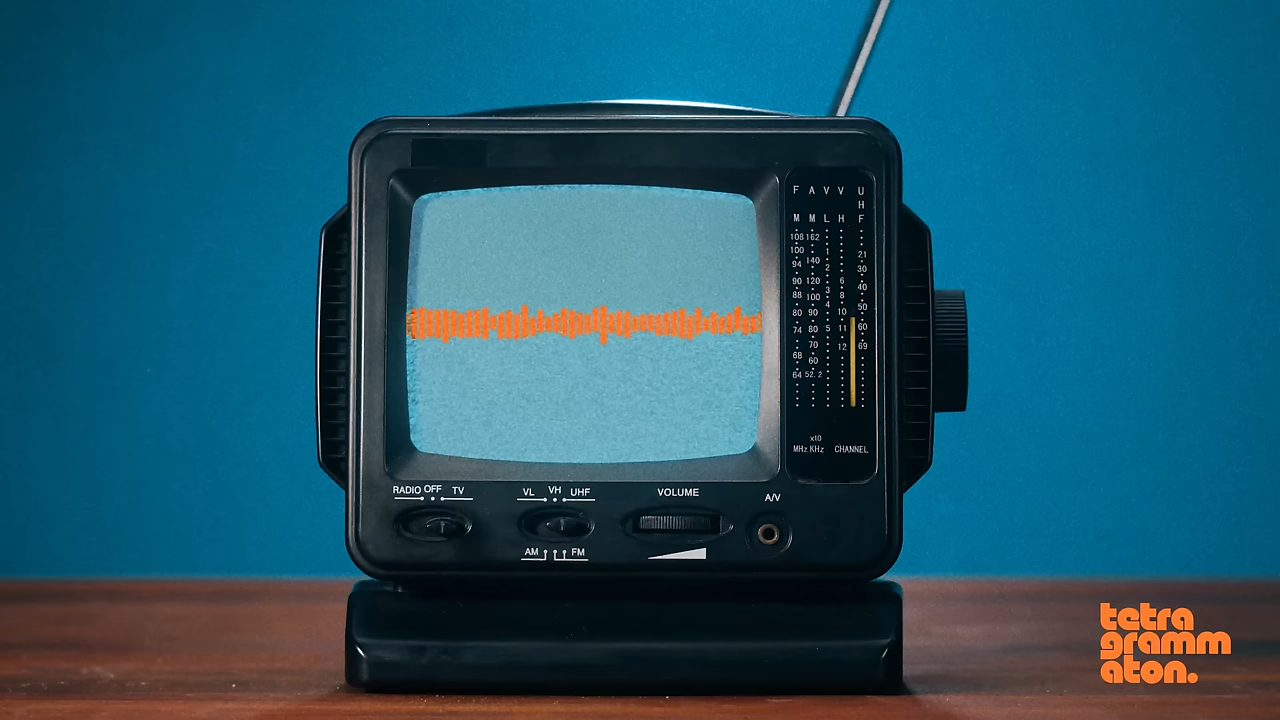 F A V V U
H
M M L H F
108 162
100
1
21
94
140
2
30
90
120
6
3
40
88
100
8
4
50
80
90
10
74
80
5
11
60
70
12
69
68
60
64
52.2
x10
MHz KHz CHANNEL
RADIO OFF TV
VL VH UHF
VOLUME
A/V
AM FM
tetra
gramm
aton.